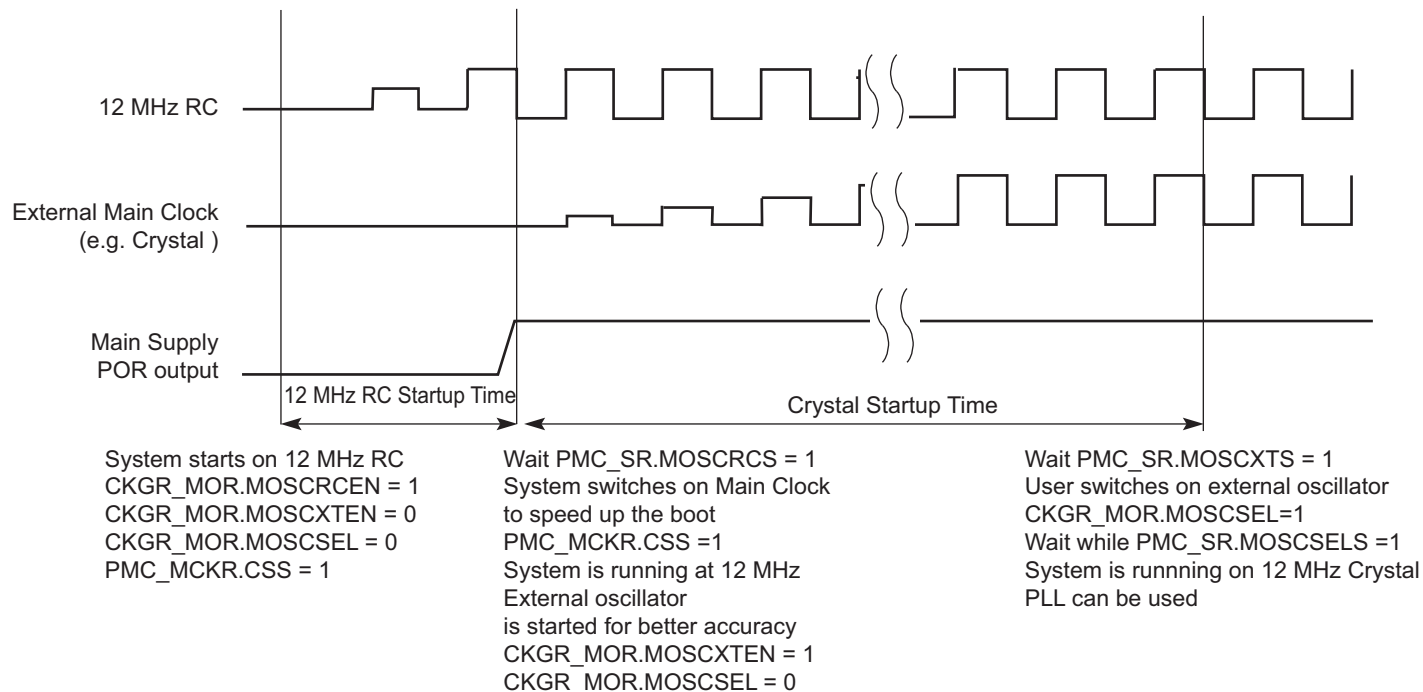 12 MHz RC
External Main Clock
(e.g. Crystal )
Main Supply
POR output
12 MHz RC Startup Time
Crystal Startup Time
System starts on 12 MHz RC
CKGR_MOR.MOSCRCEN = 1
CKGR_MOR.MOSCXTEN = 0
CKGR_MOR.MOSCSEL = 0
PMC_MCKR.CSS = 1
Wait PMC_SR.MOSCRCS = 1
System switches on Main Clock
to speed up the boot
PMC_MCKR.CSS =1
System is running at 12 MHz
External oscillator
is started for better accuracy
CKGR_MOR.MOSCXTEN = 1
CKGR_MOR.MOSCSEL = 0
Wait PMC_SR.MOSCXTS = 1
User switches on external oscillator
CKGR_MOR.MOSCSEL=1
Wait while PMC_SR.MOSCSELS =1
System is runnning on 12 MHz Crystal
PLL can be used